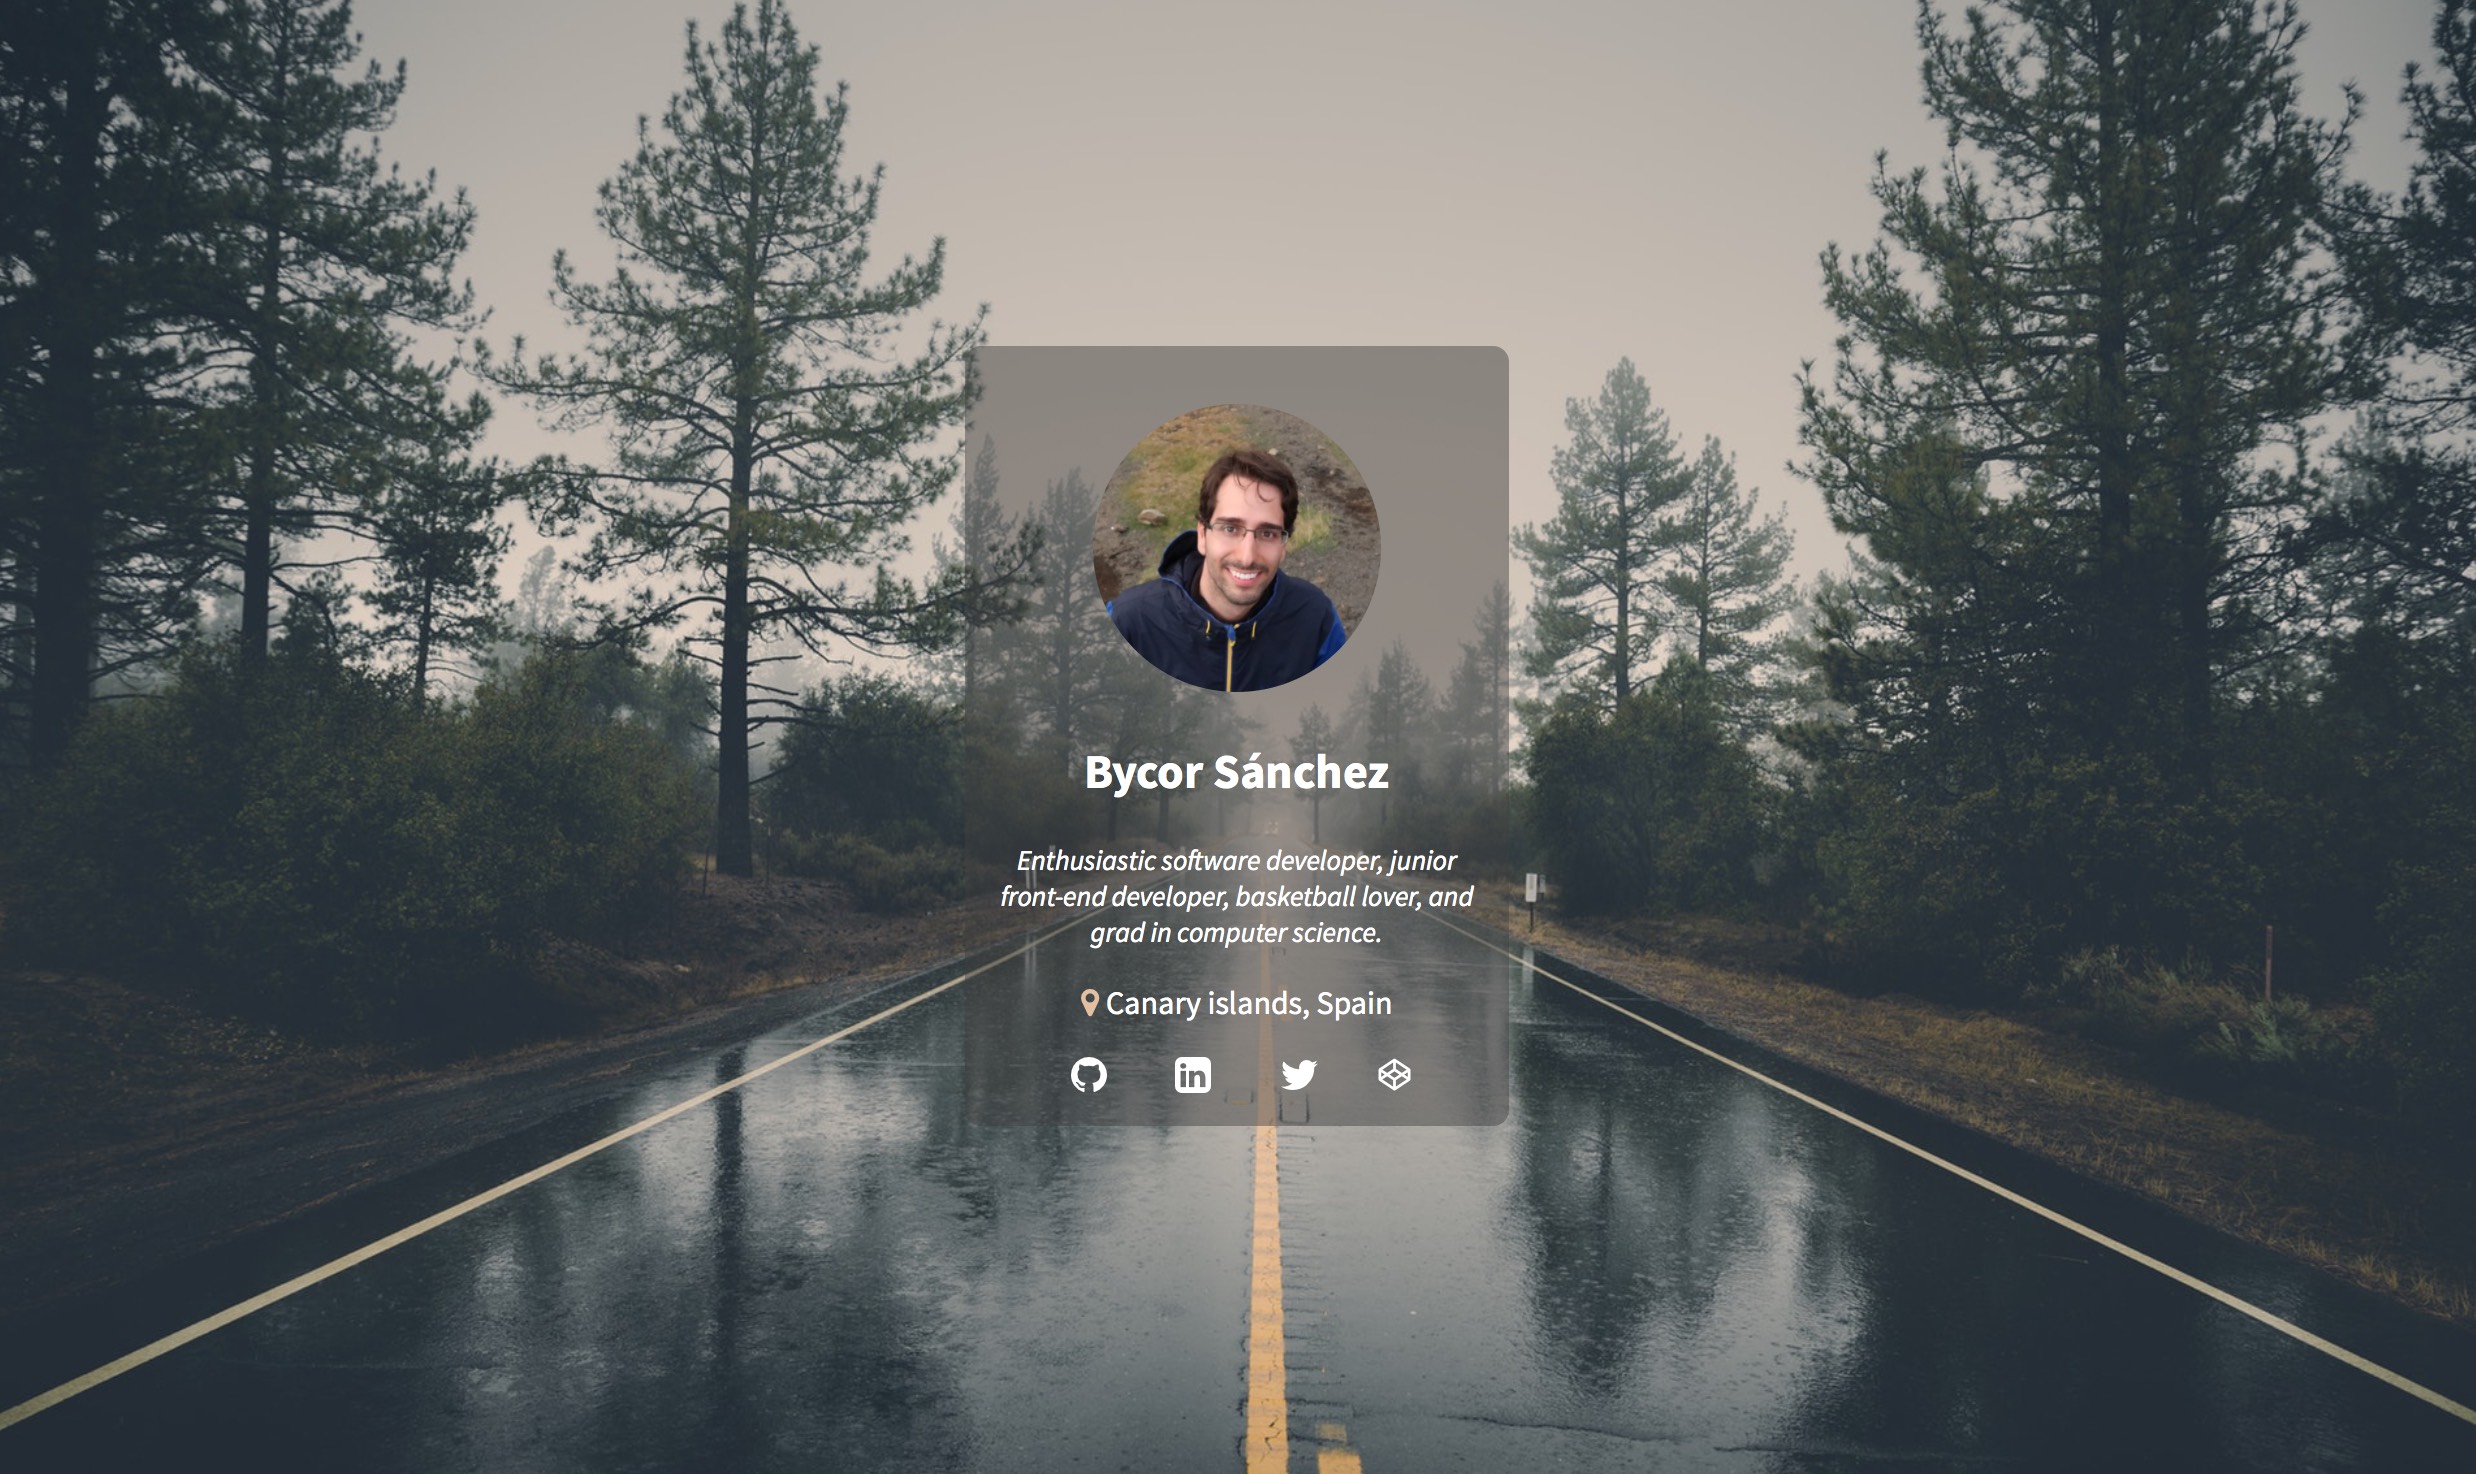 Bycor Sánchez
Enthusiastic software developer, junior
front-end developer, basketball lover, and
grad in computer science.
Canary islands, Spain
in